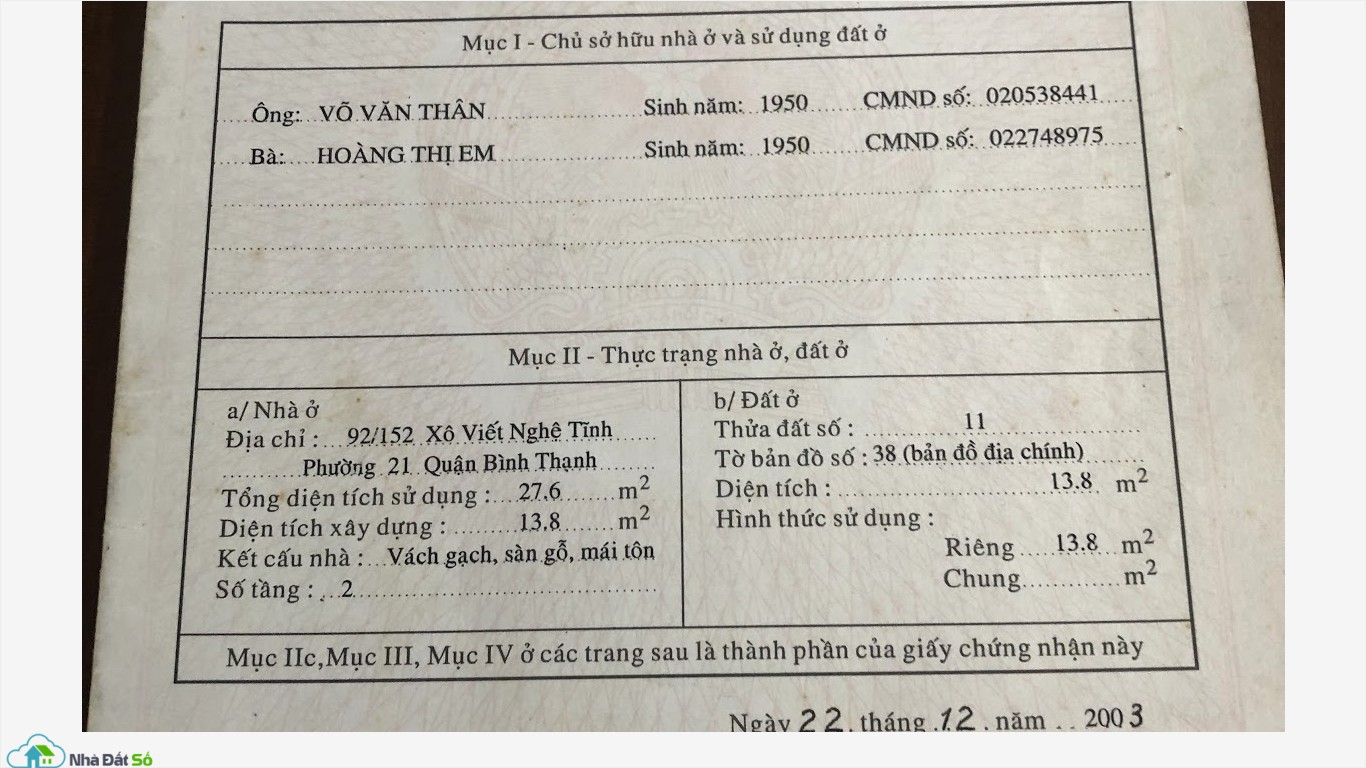 Mục I - Chủ sở hữu nhà ở và sử dụng đất ở
Ông: VÕ VĂN THÂN Sinh năm: 1950 CMND số: 020538441
Bà: HOÀNG THỊ EM Sinh năm: 1950 CMND số: 022748975
Mục II - Thực trạng nhà ở, đất ở
a/ Nhà ở
Địa chỉ : 92/152 Xô Viết Nghệ Tĩnh
Phường 21 Quận Bình Thạnh
Tổng diện tích sử dụng : 27.6 m2
Diện tích xây dựng : 13.8 m2
Kết cấu nhà : Vách gạch, sàn gỗ, mái tôn
Số tầng : 2
b/ Đất ở
Thửa đất số : 11
Tờ bản đồ số : 38 (bản đồ địa chính)
Diện tích : 13.8 m2
Hình thức sử dụng :
Riêng 13.8 m2
Chung m2
Mục IIc,Mục III, Mục IV ở các trang sau là thành phần của giấy chứng nhận này
Ngày 22 tháng 12 năm 2003
Nhà Đất Số